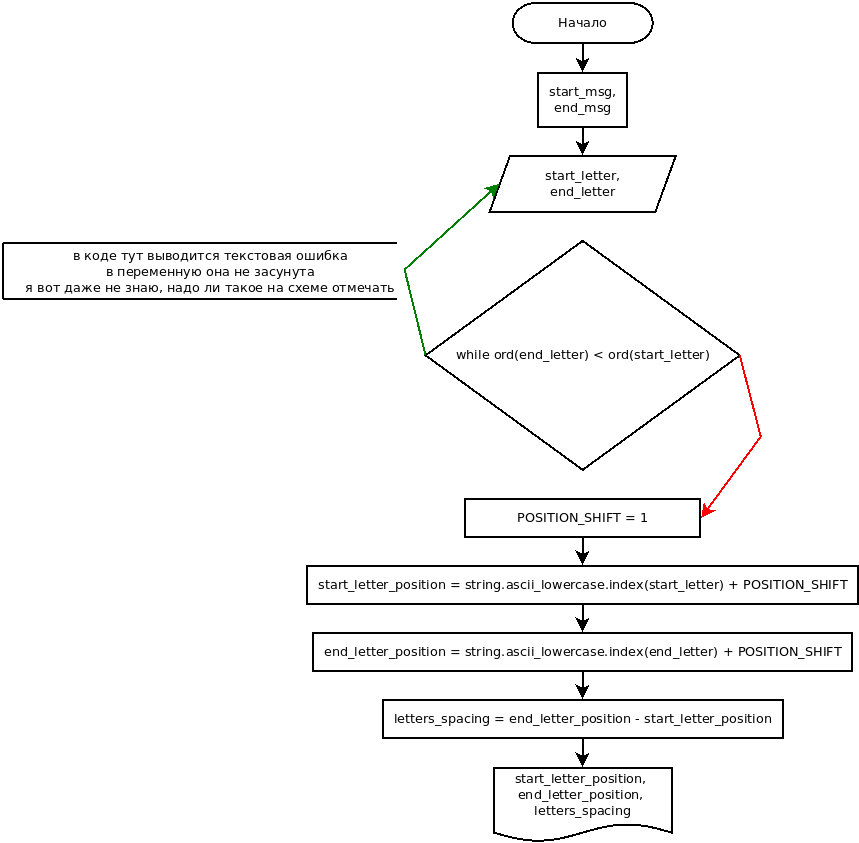 Начало
start_msg,
end_msg
start_letter,
end_letter
в коде тут выводится текстовая ошибка
в переменную она не засунута
я вот даже не знаю, надо ли такое на схеме отмечать
while ord(end_letter) < ord(start_letter)
POSITION_SHIFT = 1
start_letter_position = string.ascii_lowercase.index(start_letter) + POSITION_SHIFT
end_letter_position = string.ascii_lowercase.index(end_letter) + POSITION_SHIFT
letters_spacing = end_letter_position - start_letter_position
start_letter_position,
end_letter_position,
letters_spacing